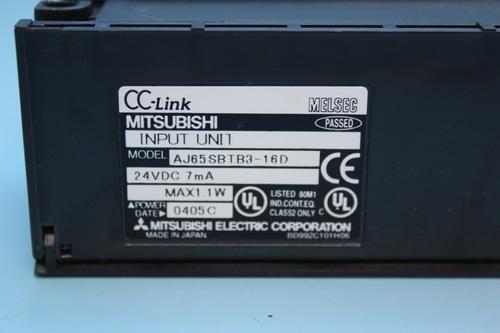 CC-Link MELSEC
MITSUBISHI PASSED
INPUT UNIT
MODEL AJ65SBTB3-16D
24VDC 7mA
MAX1.1W
▲POWER
DATE▶ 0405C
UL LISTED 80M1
IND.CONT.EQ.
CLASS2 ONLY
C UL
CE
MITSUBISHI ELECTRIC CORPORATION
MADE IN JAPAN BD992C101H06